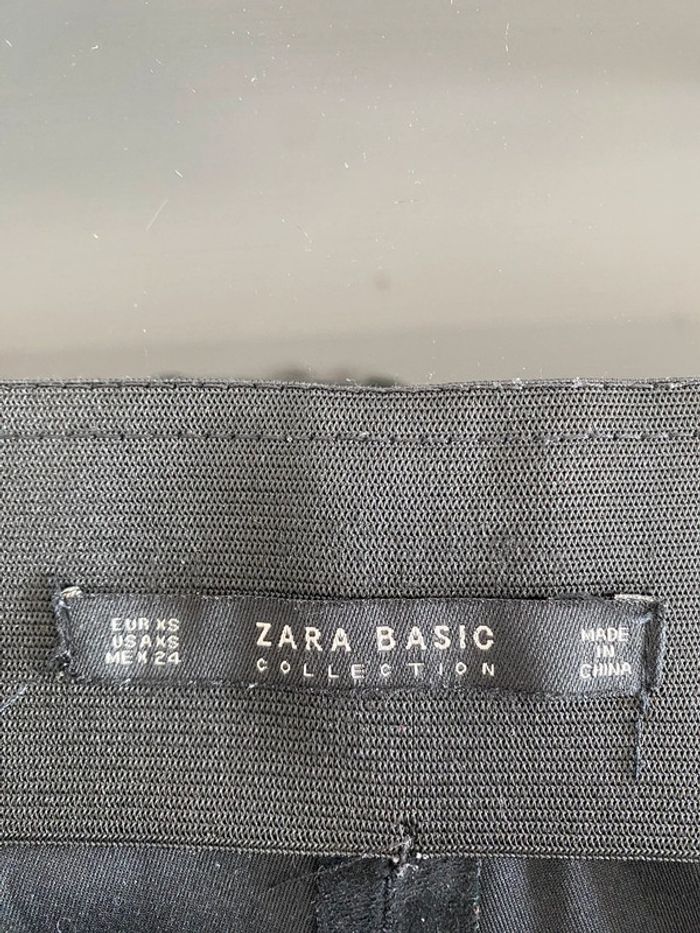 EUR XS
USA XS
MEX 24
ZARA BASIC
COLLECTION
MADE
IN
CHINA